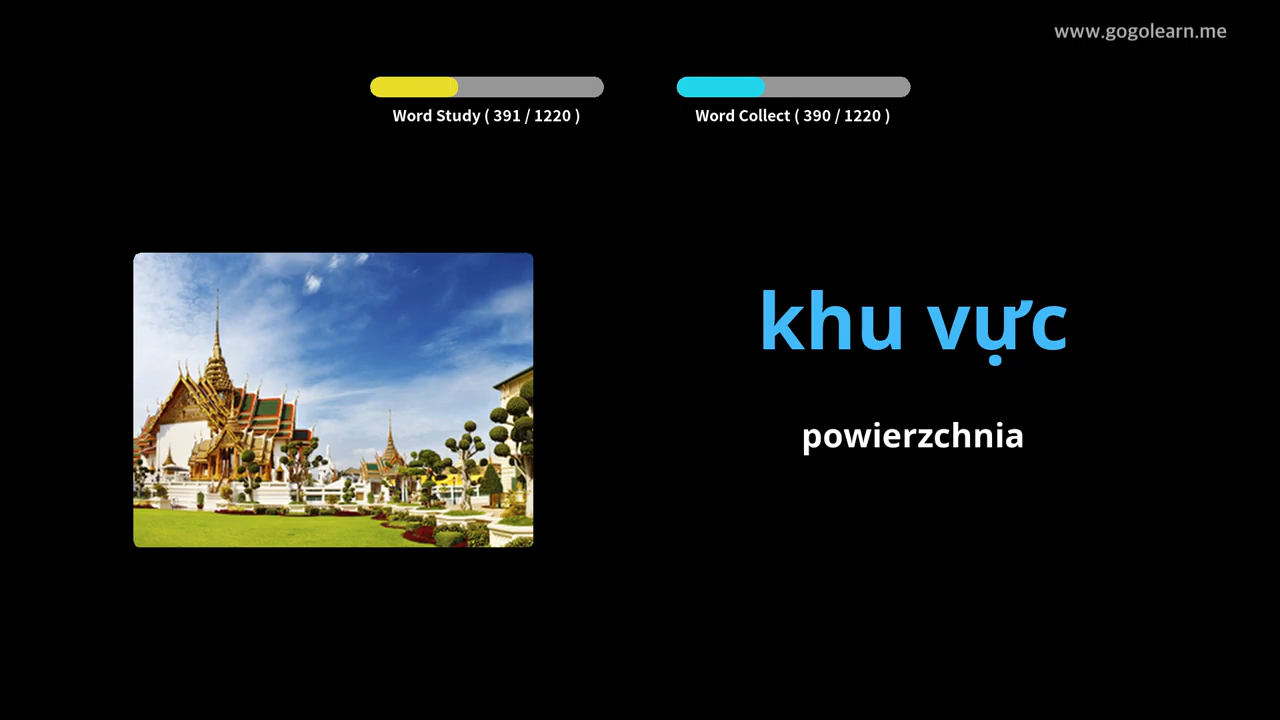 www.gogolearn.me
Word Study ( 391 / 1220 )
Word Collect ( 390 / 1220 )
khu vực
powierzchnia